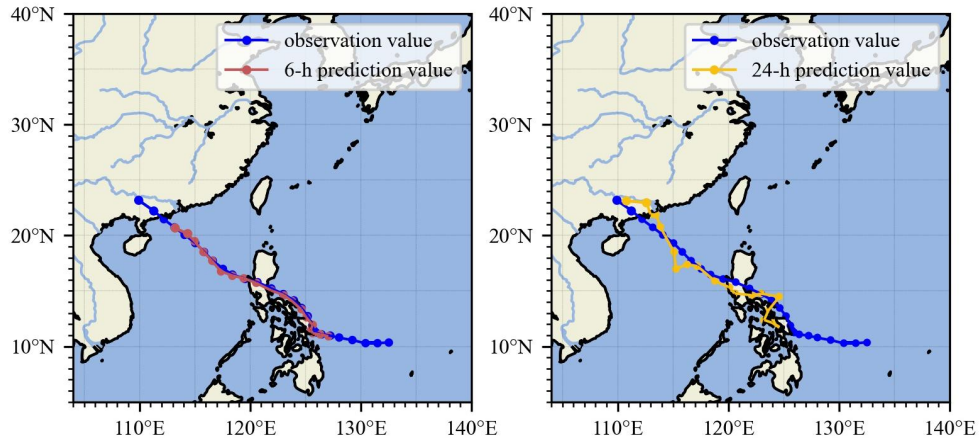 40°N
30°N
20°N
10°N
110°E
120°E
130°E
140°E
observation value
6-h prediction value
40°N
30°N
20°N
10°N
110°E
120°E
130°E
140°E
observation value
24-h prediction value